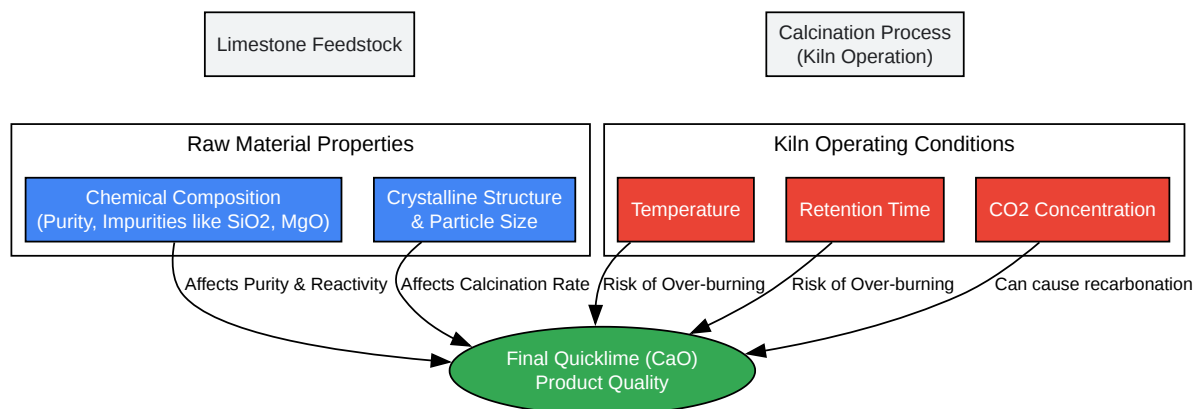 Limestone Feedstock
Calcination Process
(Kiln Operation)
Raw Material Properties
Kiln Operating Conditions
Chemical Composition
(Purity, Impurities like SiO2, MgO)
Crystalline Structure
& Particle Size
Temperature
Retention Time
CO2 Concentration
Affects Purity & Reactivity
Affects Calcination Rate
Risk of Over-burning
Risk of Over-burning
Can cause recarbonation
Final Quicklime (CaO)
Product Quality